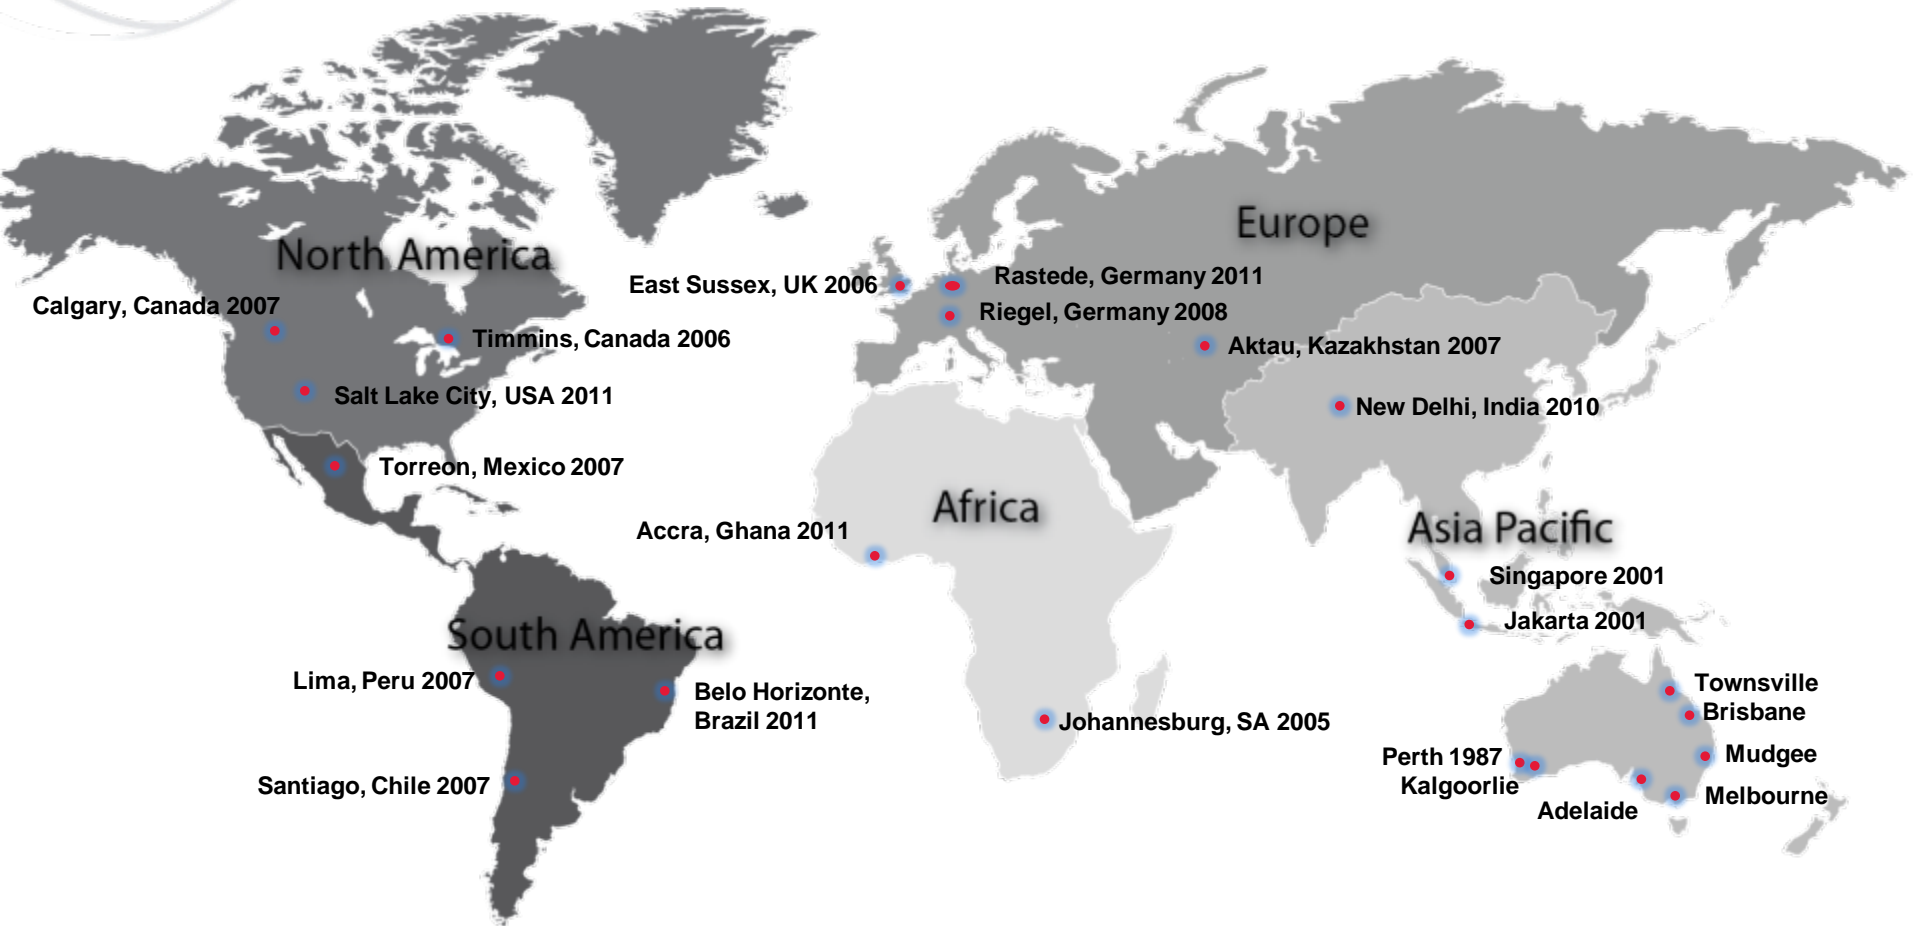 Europe
North America
East Sussex, UK 2006
Rastede, Germany 2011
Calgary, Canada 2007
Riegel, Germany 2008
Timmins, Canada 2006
Aktau, Kazakhstan 2007
Salt Lake City, USA 2011
New Delhi, India 2010
Torreon, Mexico 2007
Africa
Accra, Ghana 2011
Asia Pacific
Singapore 2001
Jakarta 2001
South America
Lima, Peru 2007
Belo Horizonte,
Brazil 2011
Johannesburg, SA 2005
Townsville
Brisbane
Perth 1987
Kalgoorlie
Mudgee
Santiago, Chile 2007
Melbourne
Adelaide